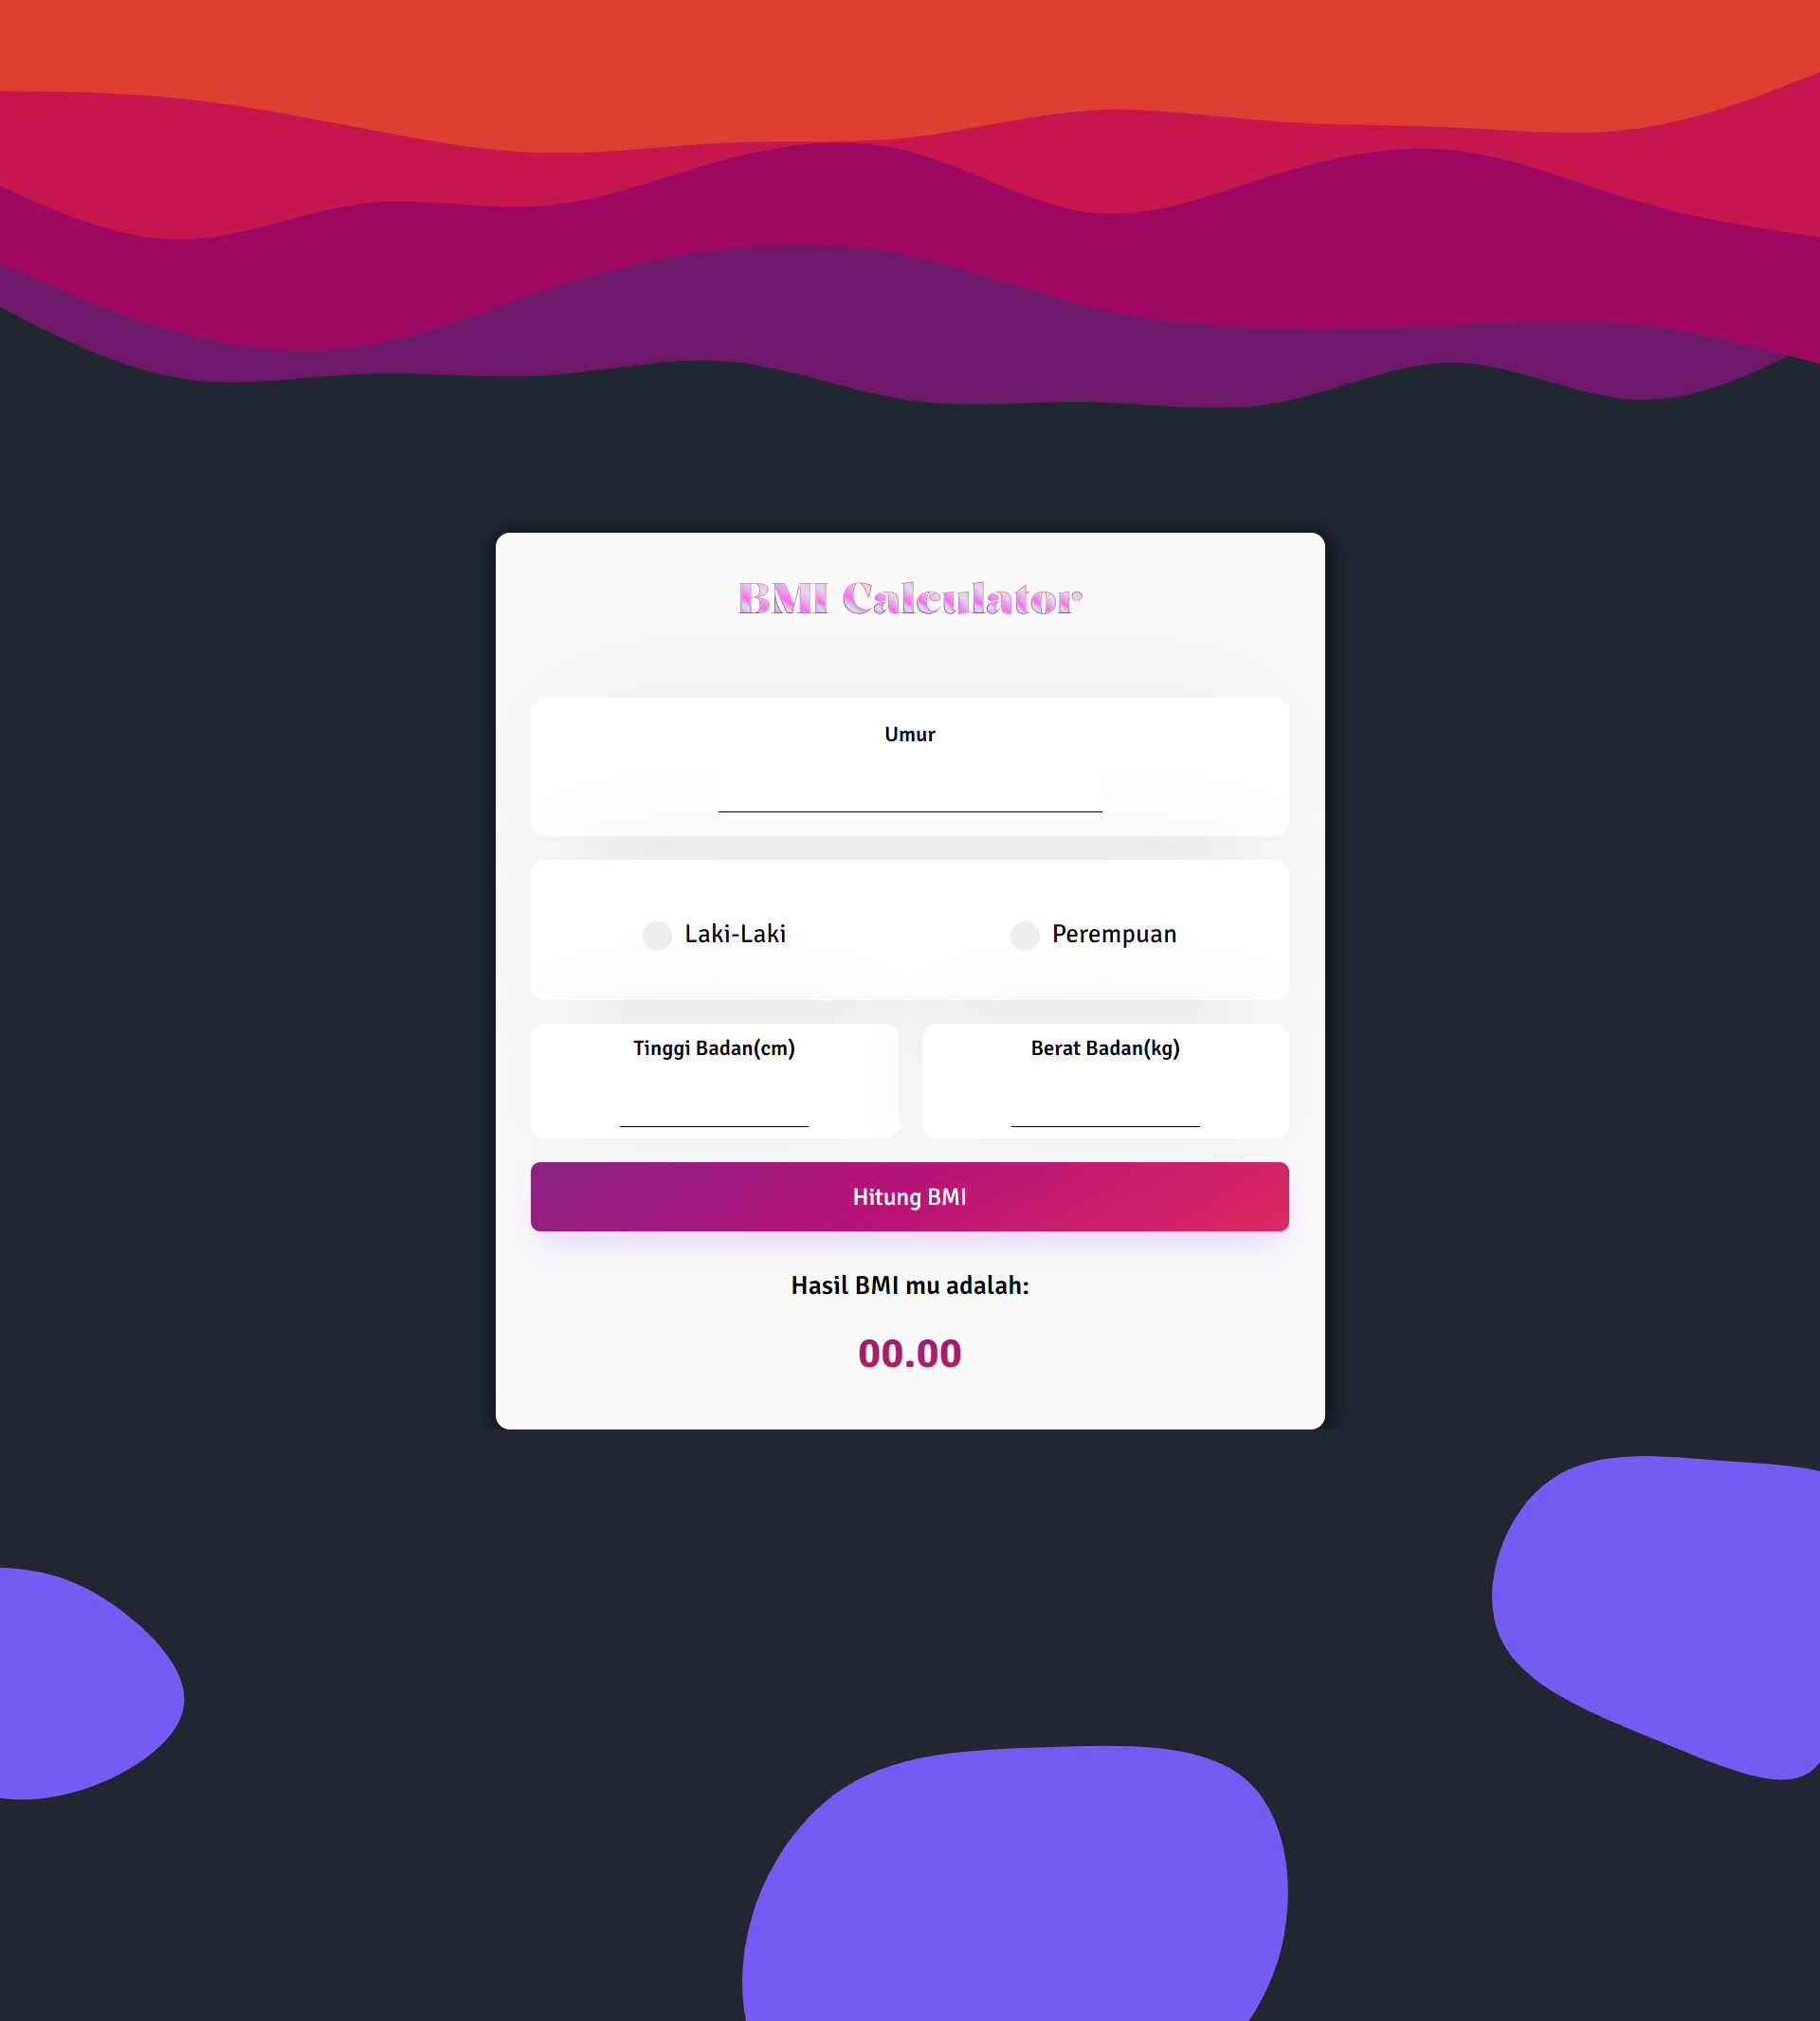 BMI Calculator
Umur
Laki-Laki Perempuan
Tinggi Badan(cm) Berat Badan(kg)
Hitung BMI
Hasil BMI mu adalah:
00.00